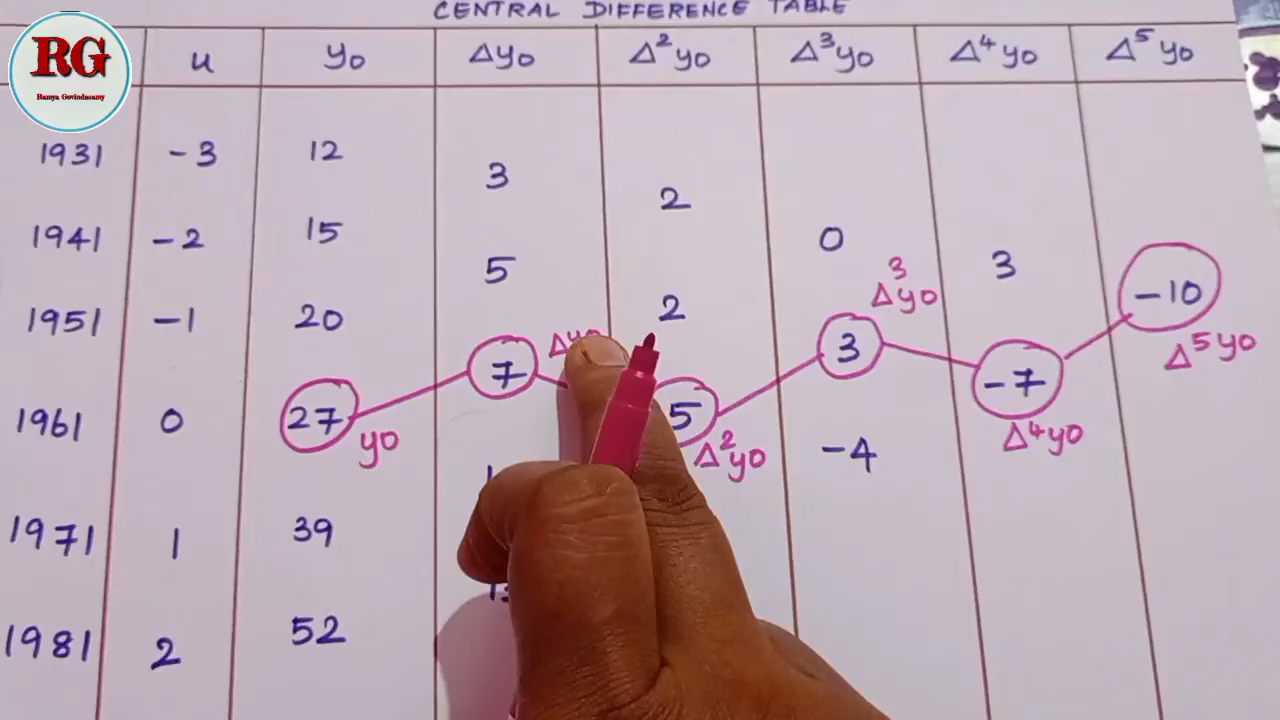 CENTRAL DIFFERENCE TABLE
RG
Ramya Govindasamy
u y0 Δy0 Δ²y0 Δ³y0 Δ⁴y0 Δ⁵y0
1931 -3 12
3
2
1941 -2 15
0
5
3 Δ³y0
-10
1951 -1 20
2
Δ⁵y0
3
7
-7
1961 0 27 y0
5
Δ²y0
Δ⁴y0
-4
1971 1 39
1981 2 52